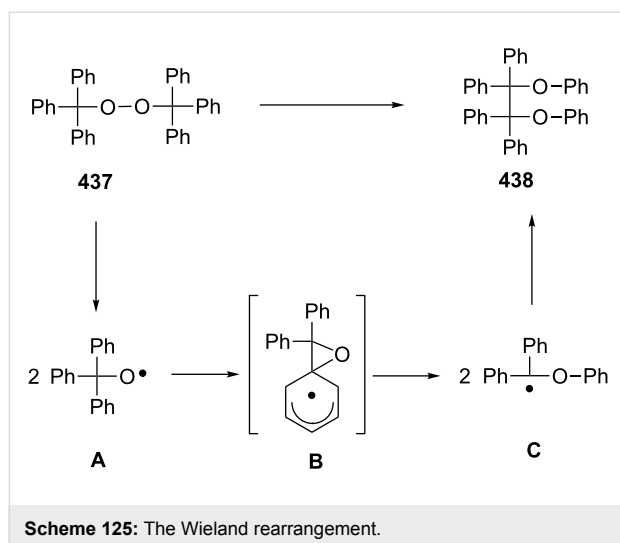 Ph Ph
Ph O O Ph
Ph Ph
437
Ph
Ph O Ph
Ph O Ph
Ph
438
Ph
2 Ph O•
Ph
A
Ph
Ph O
•
B
Ph
2 Ph O Ph
•
C
Scheme 125: The Wieland rearrangement.